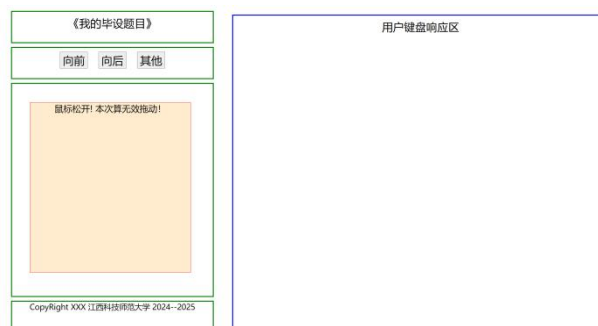 《我的毕设题目》
用户键盘响应区
向前 向后 其他
鼠标松开! 本次算无效拖动!
CopyRight XXX 江西科技师范大学 2024--2025